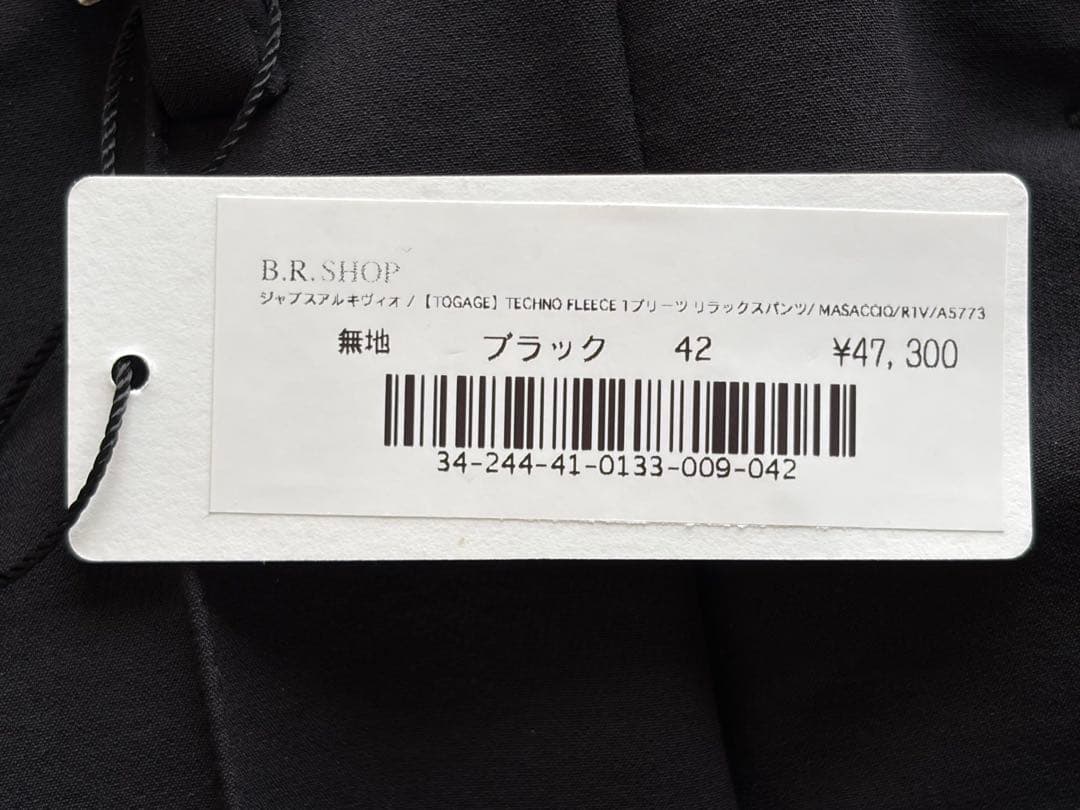 B.R.SHOP
ジャブスアルキヴィオ /【TOGAGE】TECHNO FLEECE 1プリーツ リラックスパンツ/ MASACCIO/R1V/A5773
無地 ブラック 42 ¥47,300
34-244-41-0133-009-042